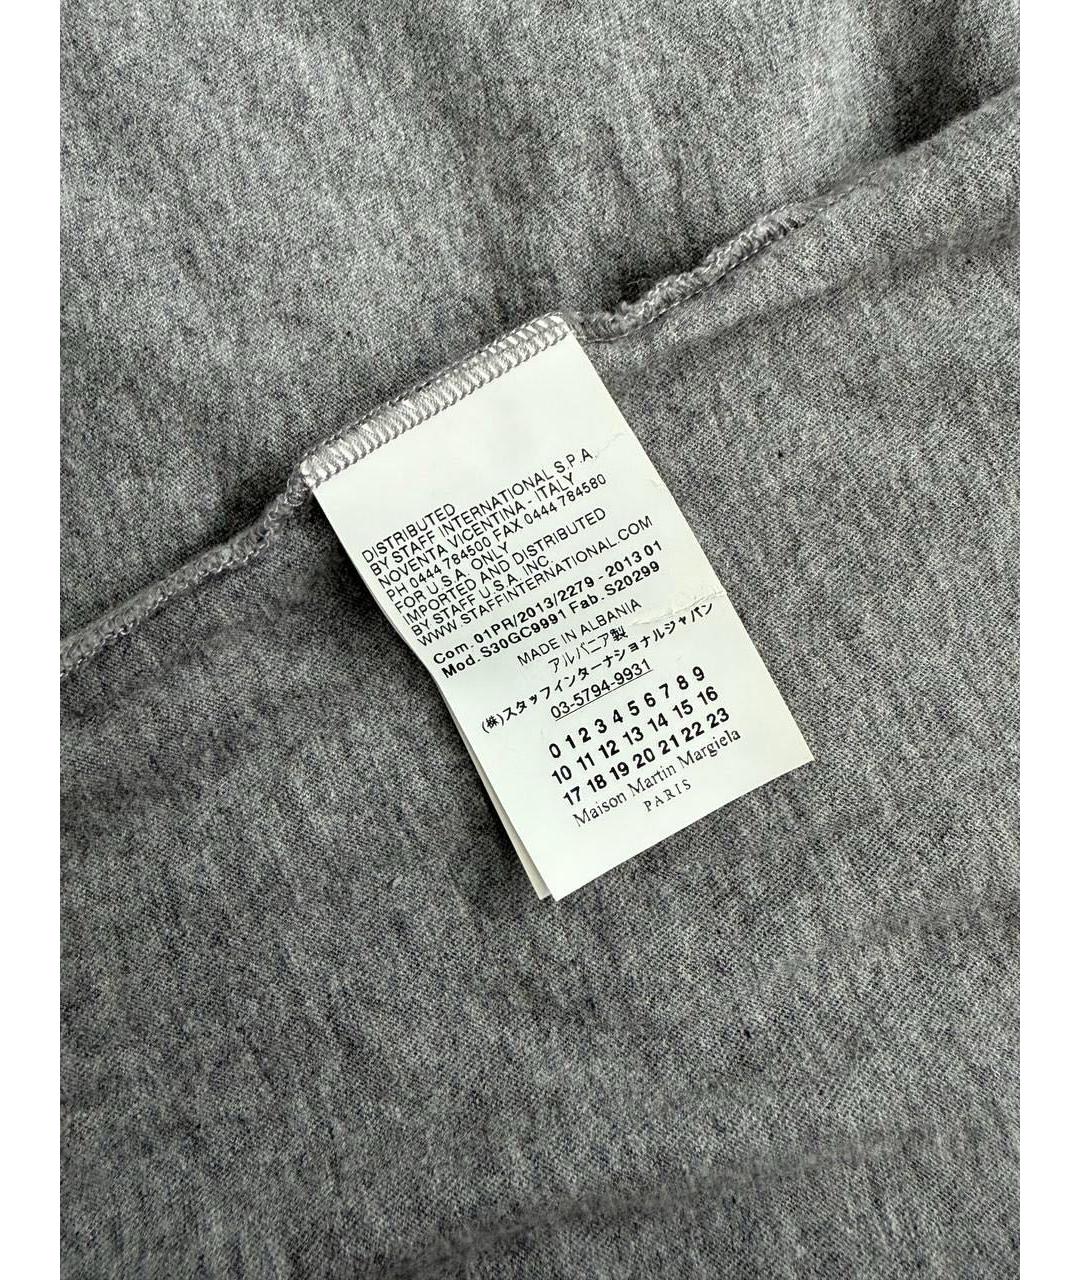 DISTRIBUTED
BY STAFF INTERNATIONAL S.P.A.
NOVENTA VICENTINA - ITALY
PH 0444 784500 FAX 0444 784580
FOR U.S.A. ONLY
IMPORTED AND DISTRIBUTED
BY STAFF U.S.A. INC.
WWW.STAFFINTERNATIONAL.COM
Com. 01PR/2013/2279 - 2013 01
Mod. S30GC9991 Fab. S20299
MADE IN ALBANIA
アルバニア製
(株)スタッフインターナショナルジャパン
03-5794-9931
0 1 2 3 4 5 6 7 8 9
10 11 12 13 14 15 16
17 18 19 20 21 22 23
Maison Martin Margiela
PARIS